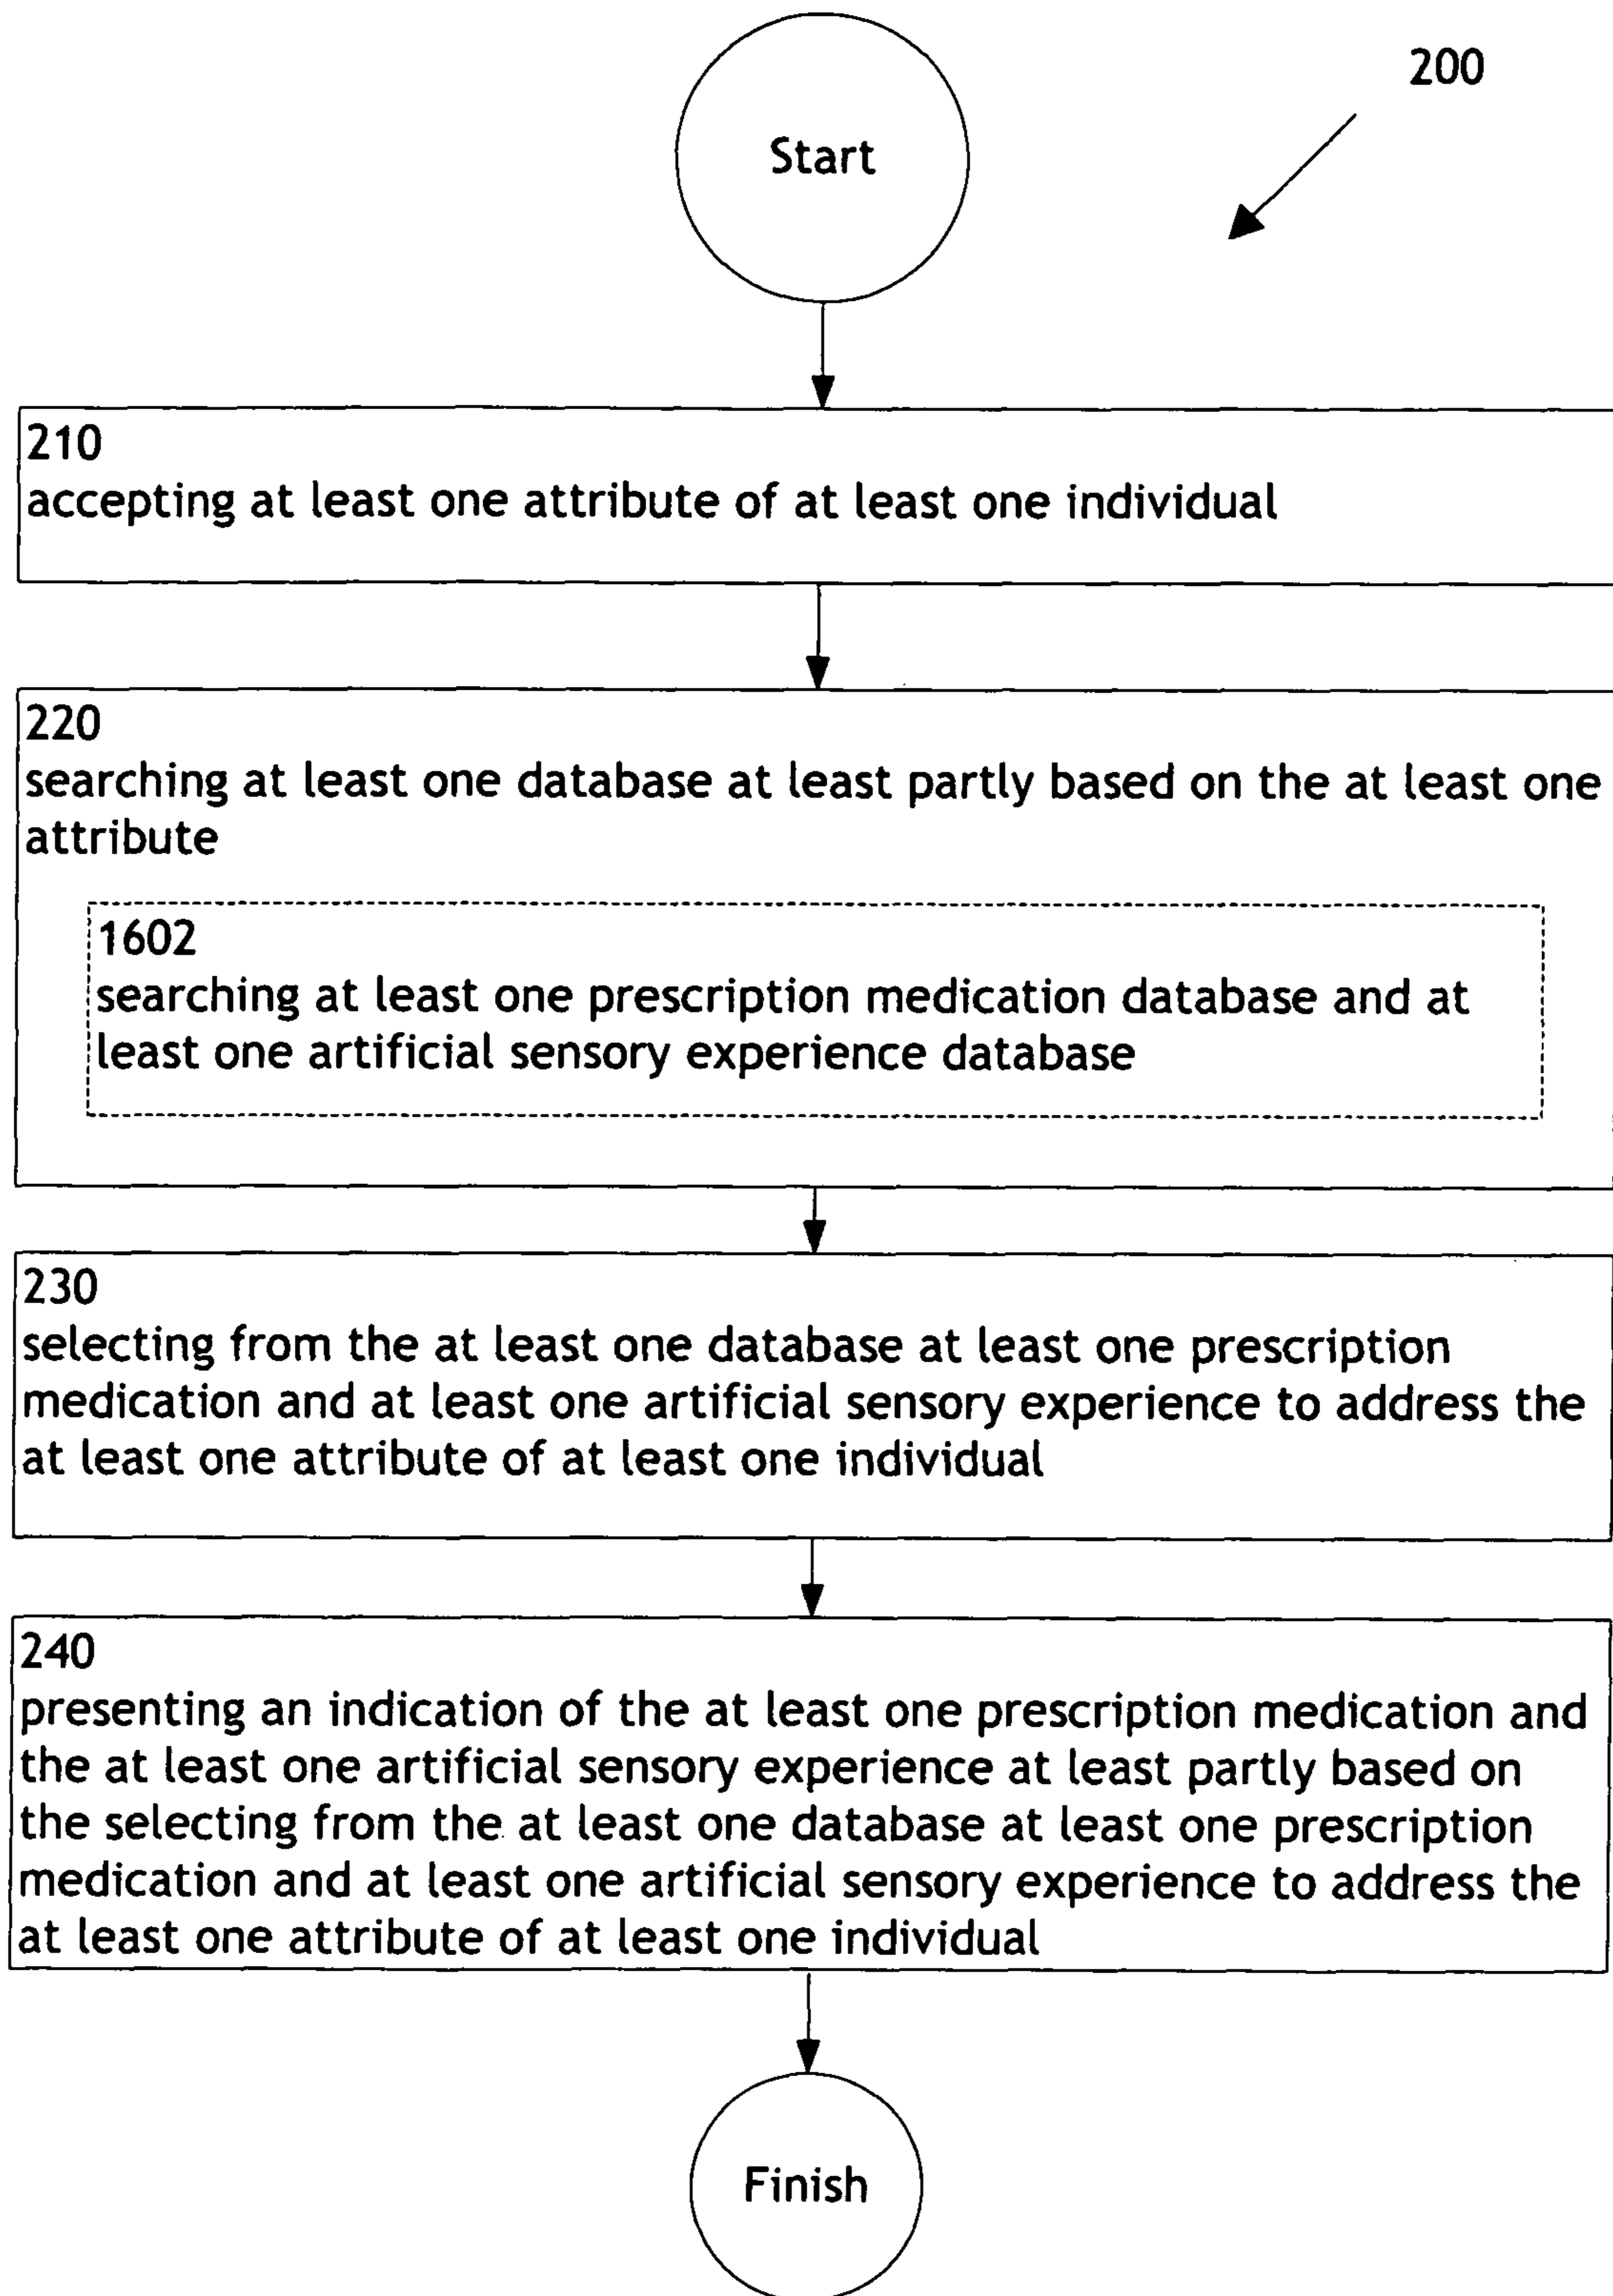 200
Start
210
accepting at least one attribute of at least one individual
220
searching at least one database at least partly based on the at least one
attribute
1602
searching at least one prescription medication database and at
least one artificial sensory experience database
230
selecting from the at least one database at least one prescription
medication and at least one artificial sensory experience to address the
at least one attribute of at least one individual
240
presenting an indication of the at least one prescription medication and
the at least one artificial sensory experience at least partly based on
the selecting from the at least one database at least one prescription
medication and at least one artificial sensory experience to address the
at least one attribute of at least one individual
Finish